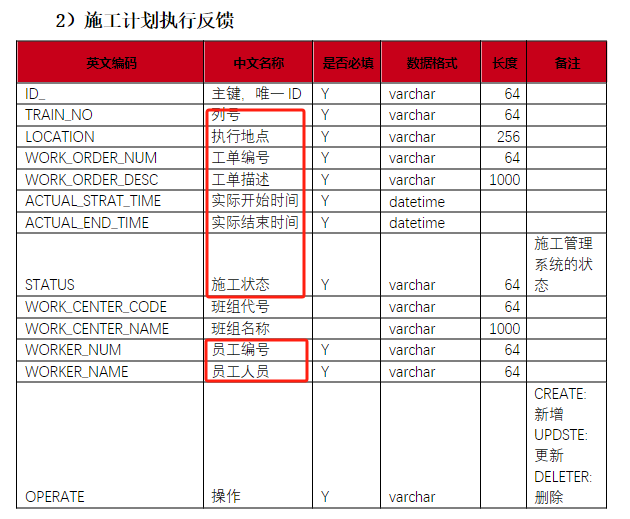 2）施工计划执行反馈
英文编码 中文名称 是否必填 数据格式 长度 备注
ID_ 主键，唯一 ID Y varchar 64
TRAIN_NO 列号 Y varchar 64
LOCATION 执行地点 Y varchar 256
WORK_ORDER_NUM 工单编号 Y varchar 64
WORK_ORDER_DESC 工单描述 Y varchar 1000
ACTUAL_STRAT_TIME 实际开始时间 Y datetime
ACTUAL_END_TIME 实际结束时间 Y datetime
施工管理
系统的状
STATUS 施工状态 Y varchar 64 态
WORK_CENTER_CODE 班组代号 varchar 64
WORK_CENTER_NAME 班组名称 varchar 1000
WORKER_NUM 员工编号 Y varchar 64
WORKER_NAME 员工人员 Y varchar 64
CREATE:
新增
UPDSTE:
更新
DELETER:
OPERATE 操作 Y varchar 删除